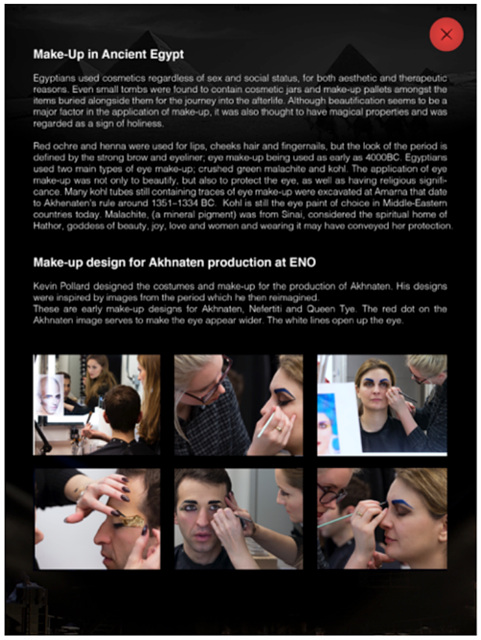 Make-Up in Ancient Egypt
Egyptians used cosmetics regardless of sex and social status, for both aesthetic and therapeutic
reasons. Even small tombs were found to contain cosmetic jars and make-up pallets amongst the
items buried alongside them for the journey into the afterlife. Although beautification seems to be a
major factor in the application of make-up, it was also thought to have magical properties and was
regarded as a sign of holiness.
Red ochre and henna were used for lips, cheeks hair and fingernails, but the look of the period is
defined by the strong brow and eyeliner; eye make-up being used as early as 4000BC. Egyptians
used two main types of eye make-up; crushed green malachite and kohl. The application of eye
make-up was not only to beautify, but also to protect the eye, as well as having religious signifi-
cance. Many kohl tubes still containing traces of eye make-up were excavated at Amarna that date
to Akhenaten's rule around 1351–1334 BC. Kohl is still the eye paint of choice in Middle-Eastern
countries today. Malachite, (a mineral pigment) was from Sinai, considered the spiritual home of
Hathor, goddess of beauty, joy, love and women and wearing it may have conveyed her protection.
Make-up design for Akhnaten production at ENO
Kevin Pollard designed the costumes and make-up for the production of Akhnaten. His designs
were inspired by images from the period which he then reimagined.
These are early make-up designs for Akhnaten, Nefertiti and Queen Tye. The red dot on the
Akhnaten image serves to make the eye appear wider. The white lines open up the eye.